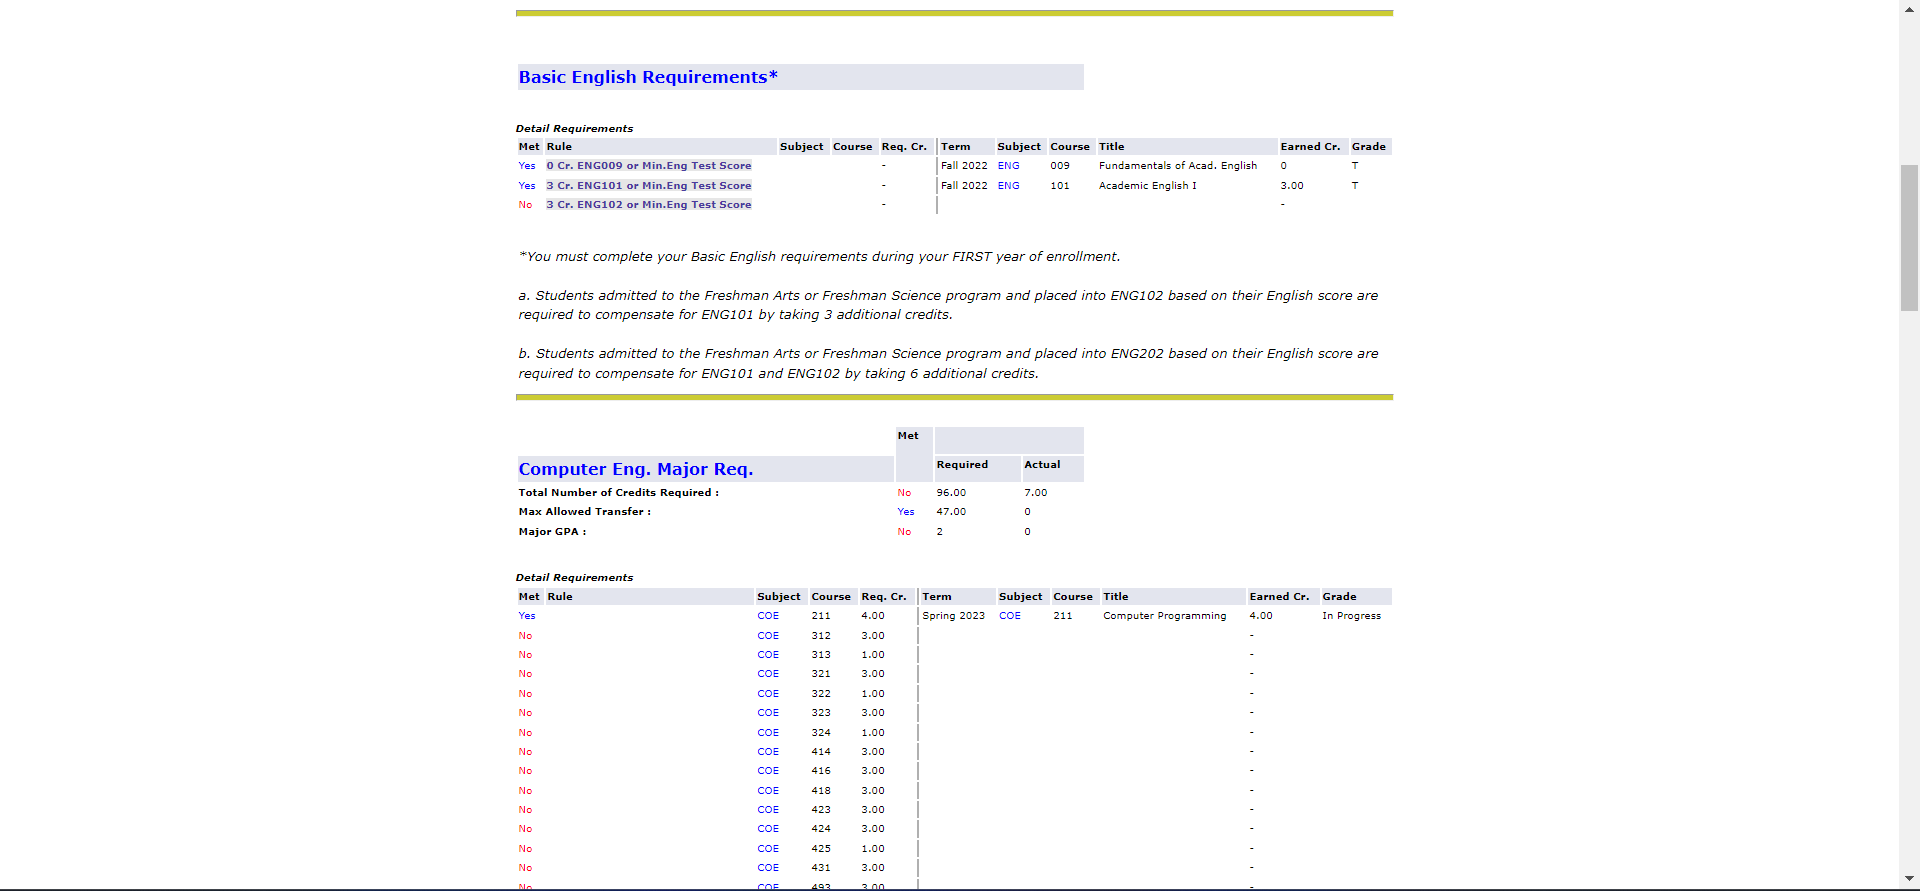 Basic English Requirements*
Detail Requirements
Met Rule Subject Course Req. Cr. Term Subject Course Title Earned Cr. Grade
Yes 0 Cr. ENG009 or Min.Eng Test Score - Fall 2022 ENG 009 Fundamentals of Acad. English 0 T
Yes 3 Cr. ENG101 or Min.Eng Test Score - Fall 2022 ENG 101 Academic English I 3.00 T
No 3 Cr. ENG102 or Min.Eng Test Score - -
*You must complete your Basic English requirements during your FIRST year of enrollment.
a. Students admitted to the Freshman Arts or Freshman Science program and placed into ENG102 based on their English score are
required to compensate for ENG101 by taking 3 additional credits.
b. Students admitted to the Freshman Arts or Freshman Science program and placed into ENG202 based on their English score are
required to compensate for ENG101 and ENG102 by taking 6 additional credits.
Met
Computer Eng. Major Req. Required Actual
Total Number of Credits Required : No 96.00 7.00
Max Allowed Transfer : Yes 47.00 0
Major GPA : No 2 0
Detail Requirements
Met Rule Subject Course Req. Cr. Term Subject Course Title Earned Cr. Grade
Yes COE 211 4.00 Spring 2023 COE 211 Computer Programming 4.00 In Progress
No COE 312 3.00 -
No COE 313 1.00 -
No COE 321 3.00 -
No COE 322 1.00 -
No COE 323 3.00 -
No COE 324 1.00 -
No COE 414 3.00 -
No COE 416 3.00 -
No COE 418 3.00 -
No COE 423 3.00 -
No COE 424 3.00 -
No COE 425 1.00 -
No COE 431 3.00 -
No COE 493 3.00 -